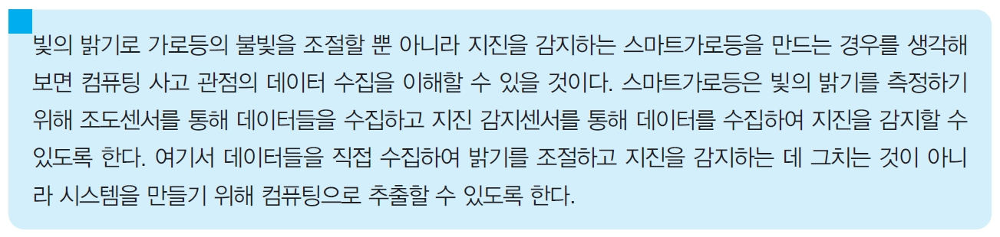 빛의 밝기로 가로등의 불빛을 조절할 뿐 아니라 지진을 감지하는 스마트가로등을 만드는 경우를 생각해
보면 컴퓨팅 사고 관점의 데이터 수집을 이해할 수 있을 것이다. 스마트가로등은 빛의 밝기를 측정하기
위해 조도센서를 통해 데이터들을 수집하고 지진 감지센서를 통해 데이터를 수집하여 지진을 감지할 수
있도록 한다. 여기서 데이터들을 직접 수집하여 밝기를 조절하고 지진을 감지하는 데 그치는 것이 아니
라 시스템을 만들기 위해 컴퓨팅으로 추출할 수 있도록 한다.